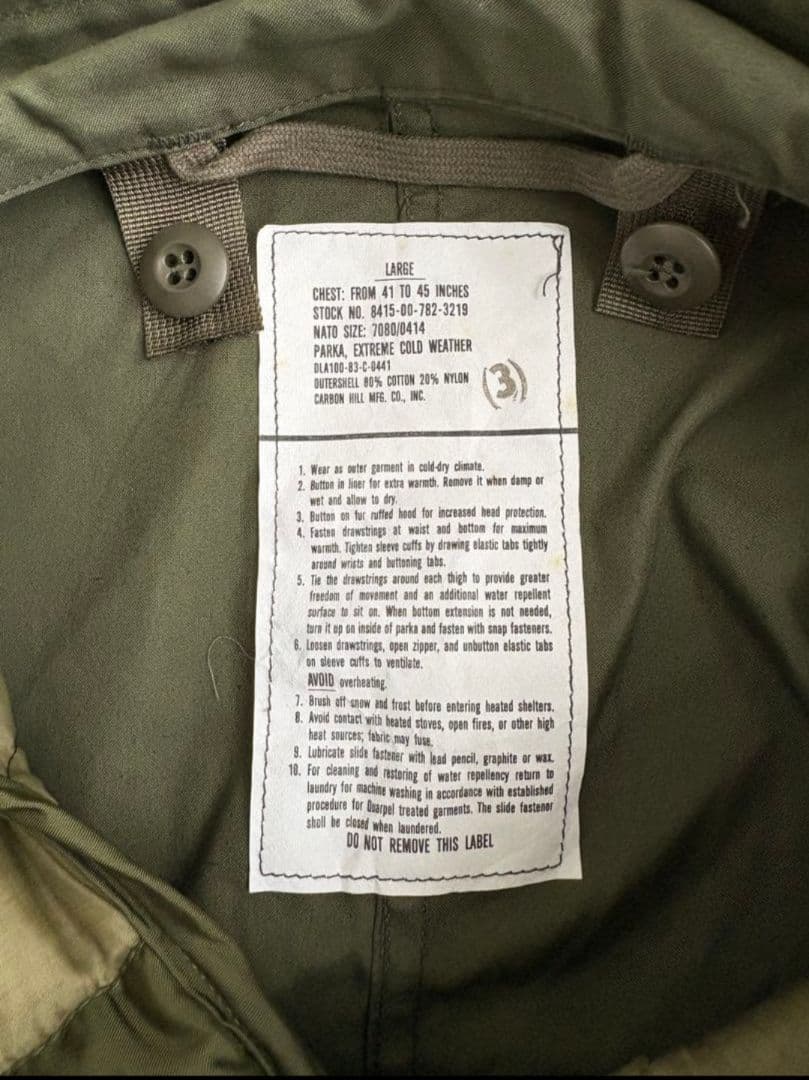 LARGE
CHEST: FROM 41 TO 45 INCHES
STOCK NO. 8415-00-782-3219
NATO SIZE: 7080/0414
PARKA, EXTREME COLD WEATHER
DLA100-83-C-0441
OUTERSHELL 80% COTTON 20% NYLON
CARBON HILL MFG. CO., INC.
(3)
1. Wear as outer garment in cold-dry climate.
2. Button in liner for extra warmth. Remove it when damp or
wet and allow to dry.
3. Button on fur ruffed hood for increased head protection.
4. Fasten drawstrings at waist and bottom for maximum
warmth. Tighten sleeve cuffs by drawing elastic tabs tightly
around wrists and buttoning tabs.
5. Tie the drawstrings around each thigh to provide greater
freedom of movement and an additional water repellent
surface to sit on. When bottom extension is not needed,
turn it up on inside of parka and fasten with snap fasteners.
6. Loosen drawstrings, open zipper, and unbutton elastic tabs
on sleeve cuffs to ventilate.
AVOID overheating.
7. Brush off snow and frost before entering heated shelters.
8. Avoid contact with heated stoves, open fires, or other high
heat sources; fabric may fuse.
9. Lubricate slide fastener with lead pencil, graphite or wax.
10. For cleaning and restoring of water repellency return to
laundry for machine washing in accordance with established
procedure for Quarpel treated garments. The slide fastener
shall be closed when laundered.
DO NOT REMOVE THIS LABEL